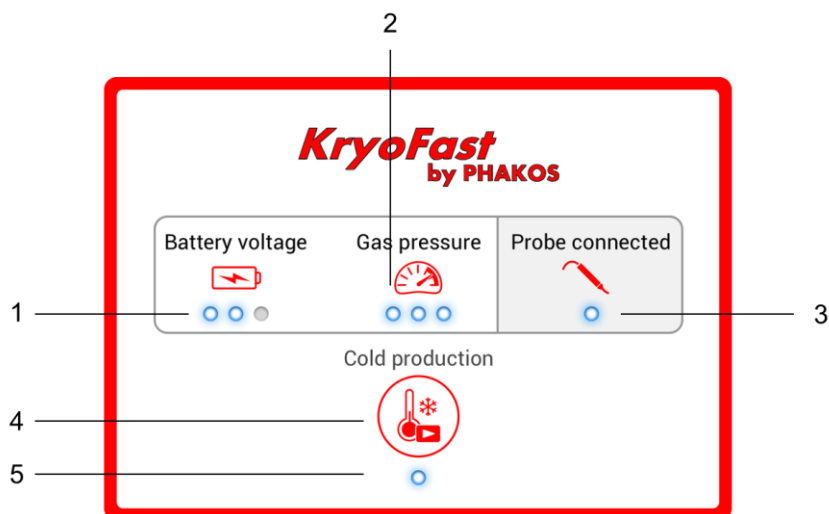 2
KryoFast
by PHAKOS
Battery voltage
Gas pressure
Probe connected
1
3
Cold production
4
5